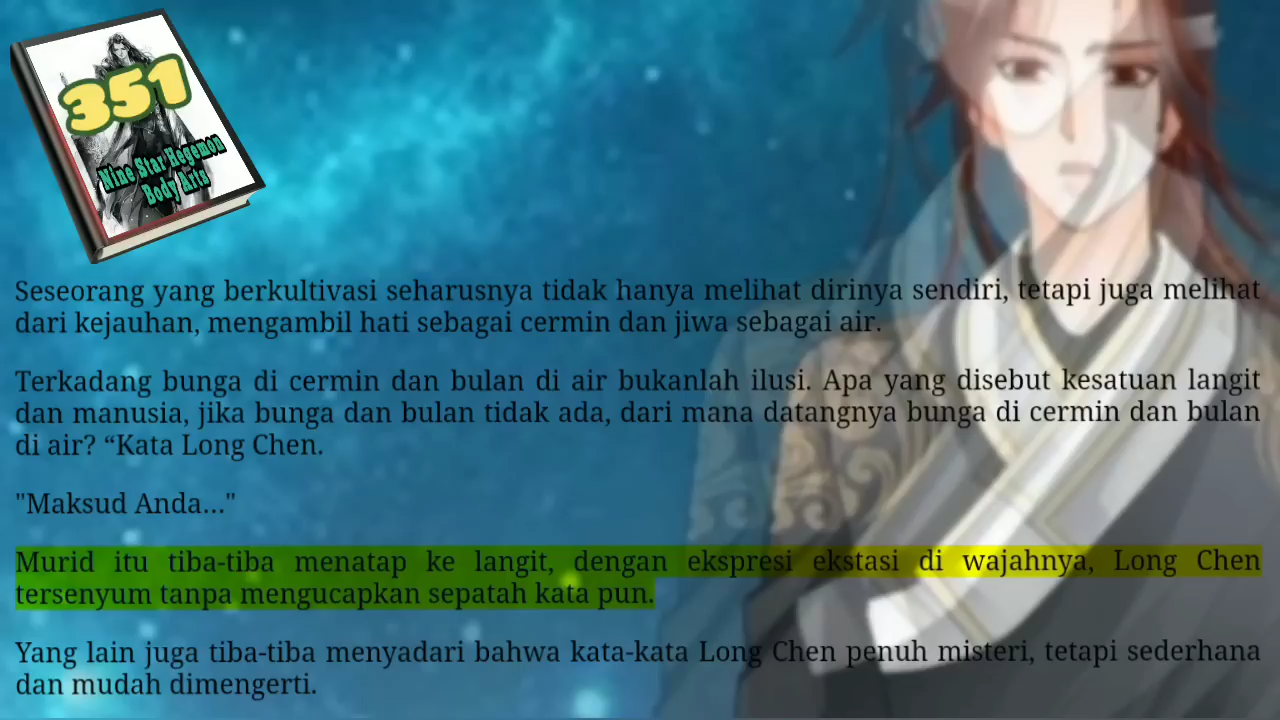 351
Nine Star Hegemon
Body Arts
Seseorang yang berkultivasi seharusnya tidak hanya melihat dirinya sendiri, tetapi juga melihat
dari kejauhan, mengambil hati sebagai cermin dan jiwa sebagai air.
Terkadang bunga di cermin dan bulan di air bukanlah ilusi. Apa yang disebut kesatuan langit
dan manusia, jika bunga dan bulan tidak ada, dari mana datangnya bunga di cermin dan bulan
di air? “Kata Long Chen.
"Maksud Anda..."
Murid itu tiba-tiba menatap ke langit, dengan ekspresi ekstasi di wajahnya, Long Chen
tersenyum tanpa mengucapkan sepatah kata pun.
Yang lain juga tiba-tiba menyadari bahwa kata-kata Long Chen penuh misteri, tetapi sederhana
dan mudah dimengerti.